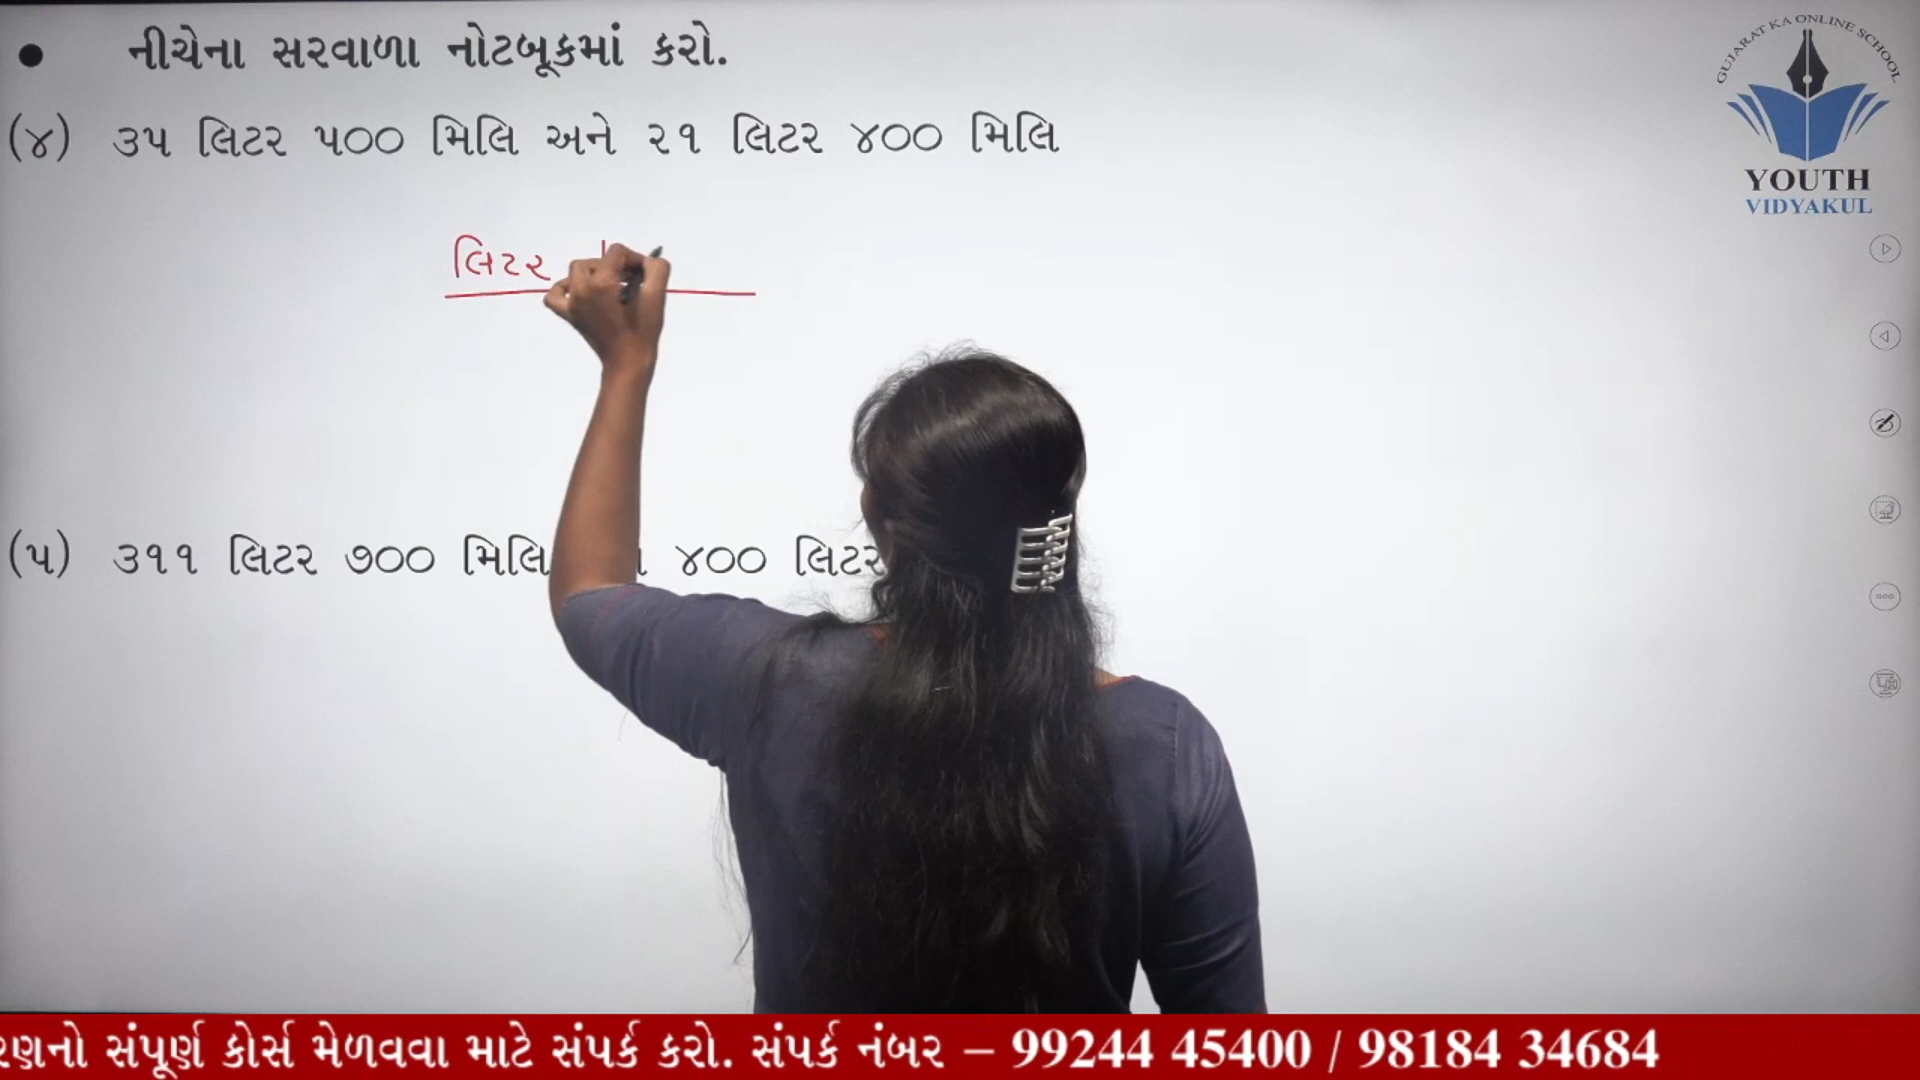 ● નીચેના સરવાળા નોટબૂકમાં કરો.
(૪) ૩૫ લિટર ૫૦૦ મિલિ અને ૨૧ લિટર ૪૦૦ મિલિ
લિટર
(૫) ૩૧૧ લિટર ૭૦૦ મિલિ ૪૦૦ લિટર
GUJARAT KA ONLINE SCHOOL
YOUTH
VIDYAKUL
સંપૂર્ણ કોર્સ મેળવવા માટે સંપર્ક કરો. સંપર્ક નંબર – 99244 45400 / 98184 34684